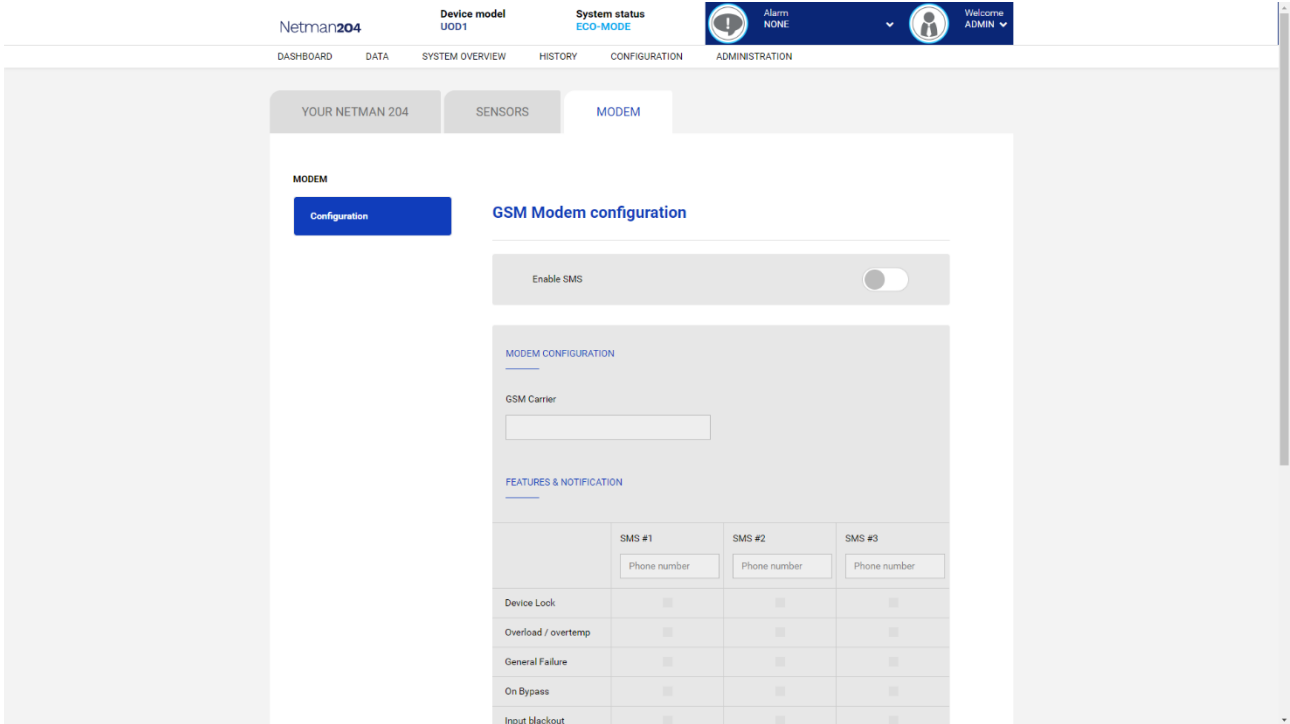 Netman204
Device model
UOD1
System status
ECO-MODE
Alarm
NONE
Welcome
ADMIN
DASHBOARD DATA SYSTEM OVERVIEW HISTORY CONFIGURATION ADMINISTRATION
YOUR NETMAN 204 SENSORS MODEM
MODEM
Configuration
GSM Modem configuration
Enable SMS
MODEM CONFIGURATION
GSM Carrier
FEATURES & NOTIFICATION
SMS #1 SMS #2 SMS #3
Phone number Phone number Phone number
Device Lock
Overload / overtemp
General Failure
On Bypass
Input blackout